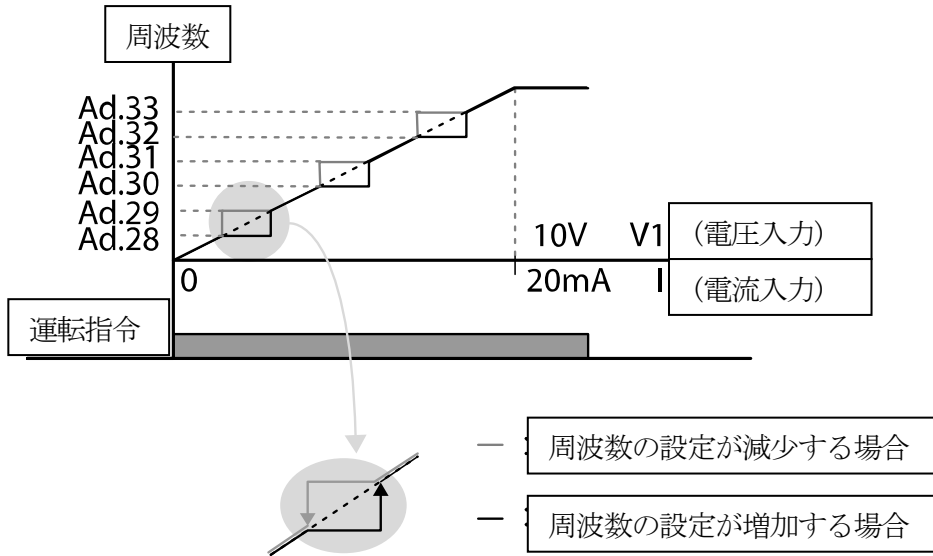 周波数
Ad.33
Ad.32
Ad.31
Ad.30
Ad.29
Ad.28
10V V1 (電圧入力)
0 20mA I (電流入力)
運転指令
周波数の設定が減少する場合
周波数の設定が増加する場合